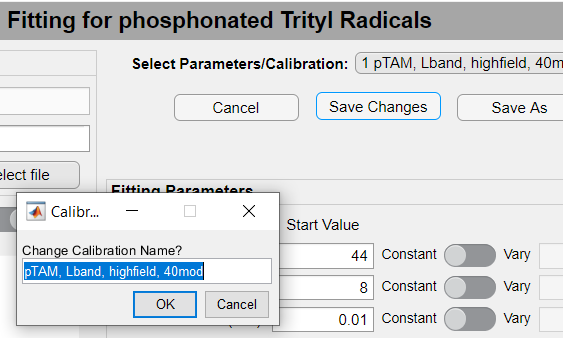 Fitting for phosphonated Trityl Radicals
Select Parameters/Calibration: 1 pTAM, Lband, highfield, 40m
Cancel Save Changes Save As
elect file
Fitting Parameters
Start Value
44 Constant Vary
8 Constant Vary
0.01 Constant Vary
Calibr...
Change Calibration Name?
pTAM, Lband, highfield, 40mod
OK Cancel